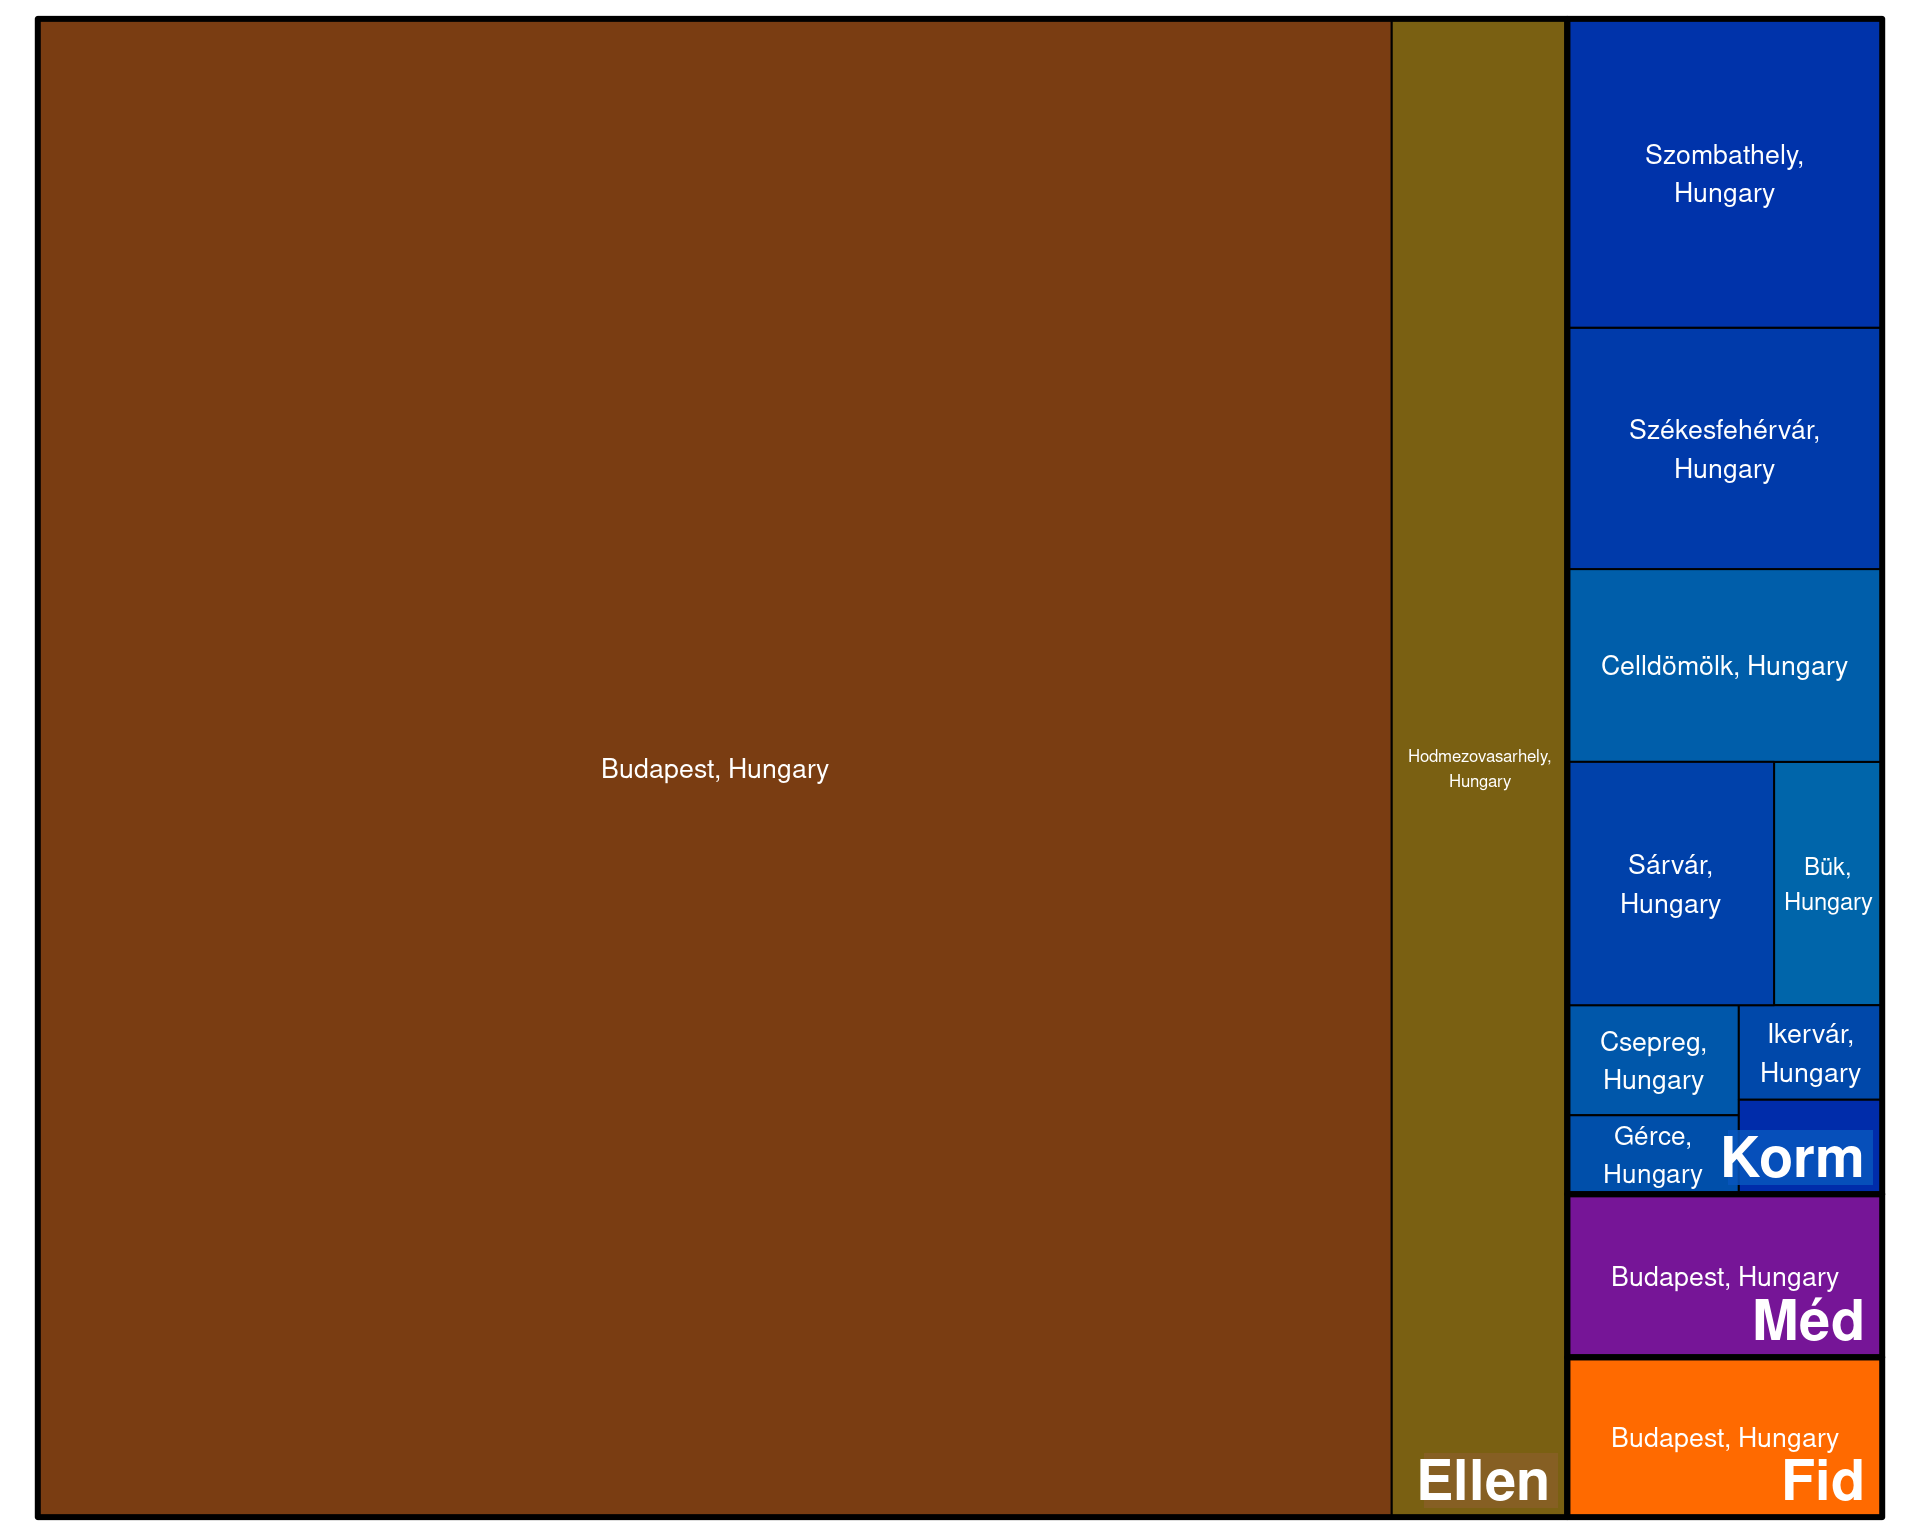 Budapest, Hungary
Hodmezovasarhely,
Hungary
Ellen
Szombathely,
Hungary
Székesfehérvár,
Hungary
Celldömölk, Hungary
Sárvár,
Hungary
Bük,
Hungary
Csepreg,
Hungary
Ikervár,
Hungary
Gérce,
Hungary
Korm
Budapest, Hungary
Méd
Budapest, Hungary
Fid